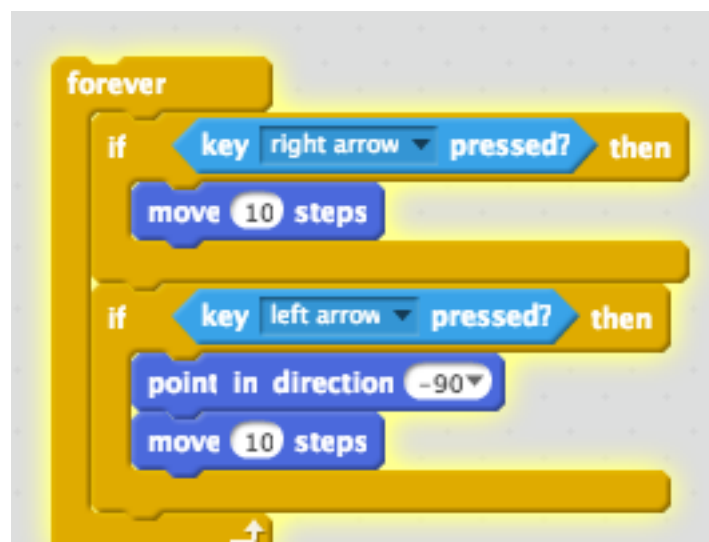 forever
if key right arrow pressed? then
move 10 steps
if key left arrow pressed? then
point in direction -90
move 10 steps